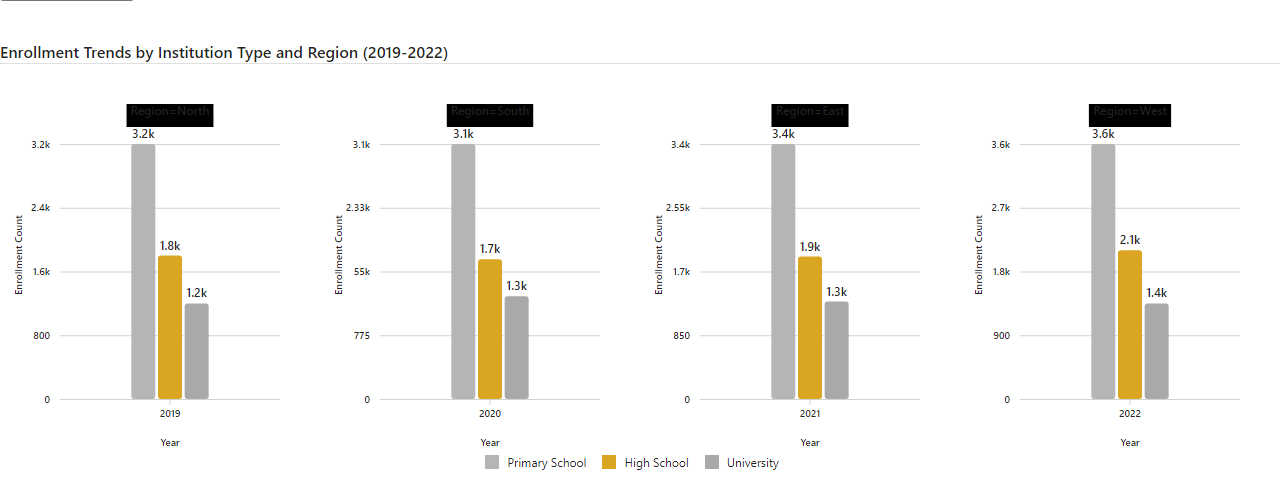 Enrollment Trends by Institution Type and Region (2019-2022)
Region=North
3.2k
3.2k
2.4k
1.8k
1.6k
1.2k
800
0
Enrollment Count
2019
Year
Region=South
3.1k
3.1k
2.33k
1.7k
55k
1.3k
775
0
Enrollment Count
2020
Year
Region=East
3.4k
3.4k
2.55k
1.9k
1.7k
1.3k
850
0
Enrollment Count
2021
Year
Region=West
3.6k
3.6k
2.7k
2.1k
1.8k
1.4k
900
0
Enrollment Count
2022
Year
Primary School
High School
University